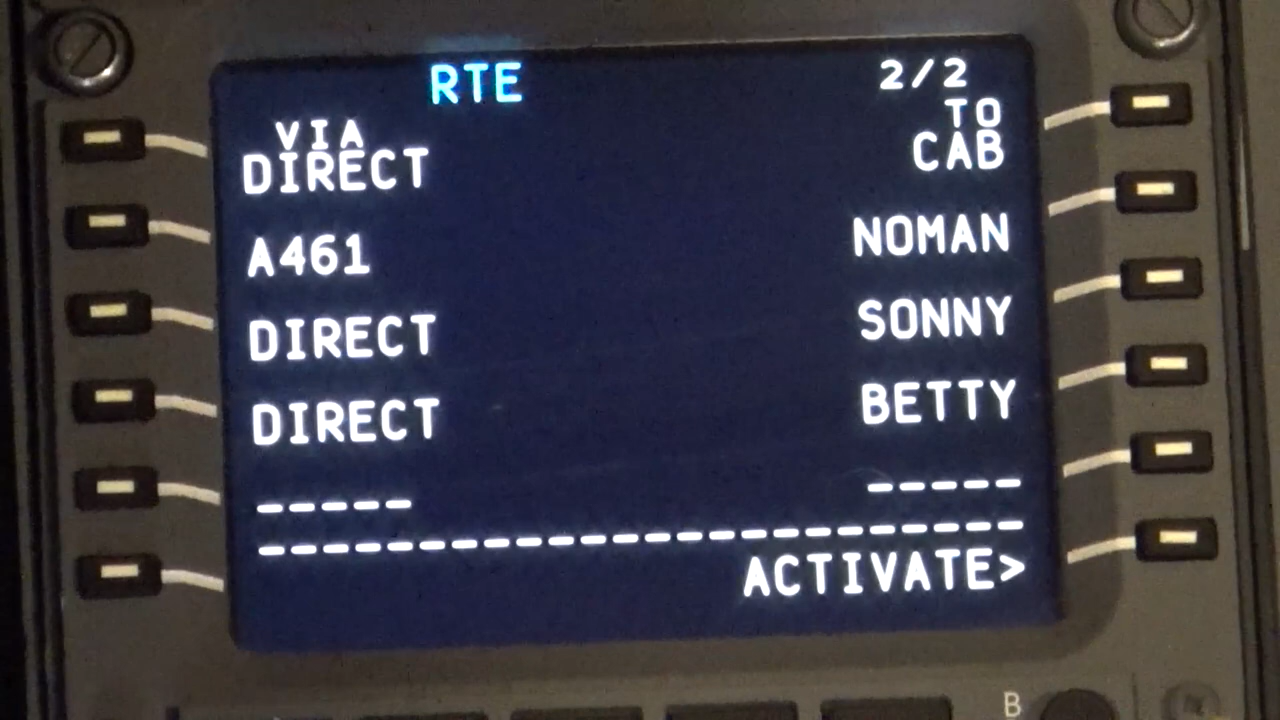 RTE 2/2
VIA TO
DIRECT CAB
A461 NOMAN
DIRECT SONNY
DIRECT BETTY
----- -----
------------------------
ACTIVATE>
B